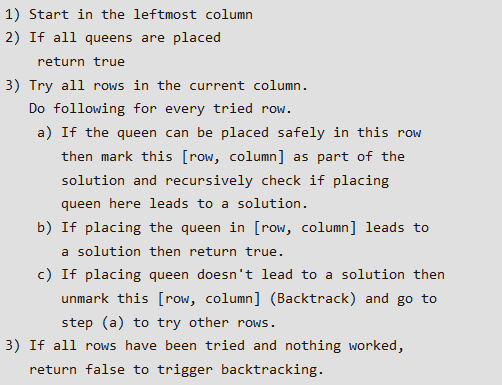 1) Start in the leftmost column
2) If all queens are placed
return true
3) Try all rows in the current column.
Do following for every tried row.
a) If the queen can be placed safely in this row
then mark this [row, column] as part of the
solution and recursively check if placing
queen here leads to a solution.
b) If placing the queen in [row, column] leads to
a solution then return true.
c) If placing queen doesn't lead to a solution then
unmark this [row, column] (Backtrack) and go to
step (a) to try other rows.
3) If all rows have been tried and nothing worked,
return false to trigger backtracking.